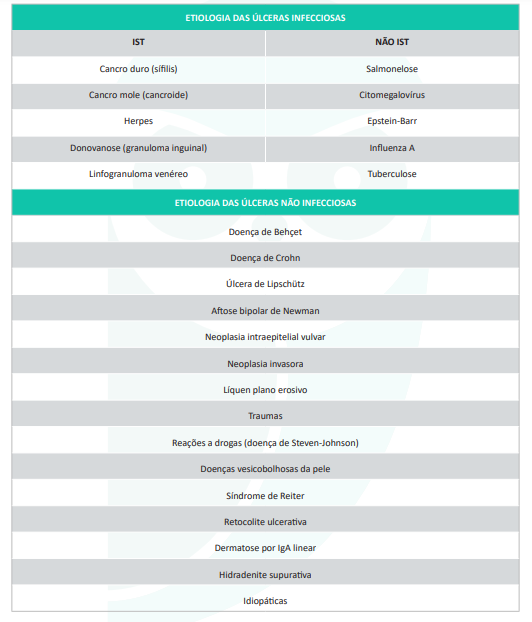 ETIOLOGIA DAS ÚLCERAS INFECCIOSAS
IST NÃO IST
Cancro duro (sífilis) Salmonelose
Cancro mole (cancroide) Citomegalovírus
Herpes Epstein-Barr
Donovanose (granuloma inguinal) Influenza A
Linfogranuloma venéreo Tuberculose
ETIOLOGIA DAS ÚLCERAS NÃO INFECCIOSAS
Doença de Behçet
Doença de Crohn
Úlcera de Lipschütz
Aftose bipolar de Newman
Neoplasia intraepitelial vulvar
Neoplasia invasora
Líquen plano erosivo
Traumas
Reações a drogas (doença de Steven-Johnson)
Doenças vesicobolhosas da pele
Síndrome de Reiter
Retocolite ulcerativa
Dermatose por IgA linear
Hidradenite supurativa
Idiopáticas